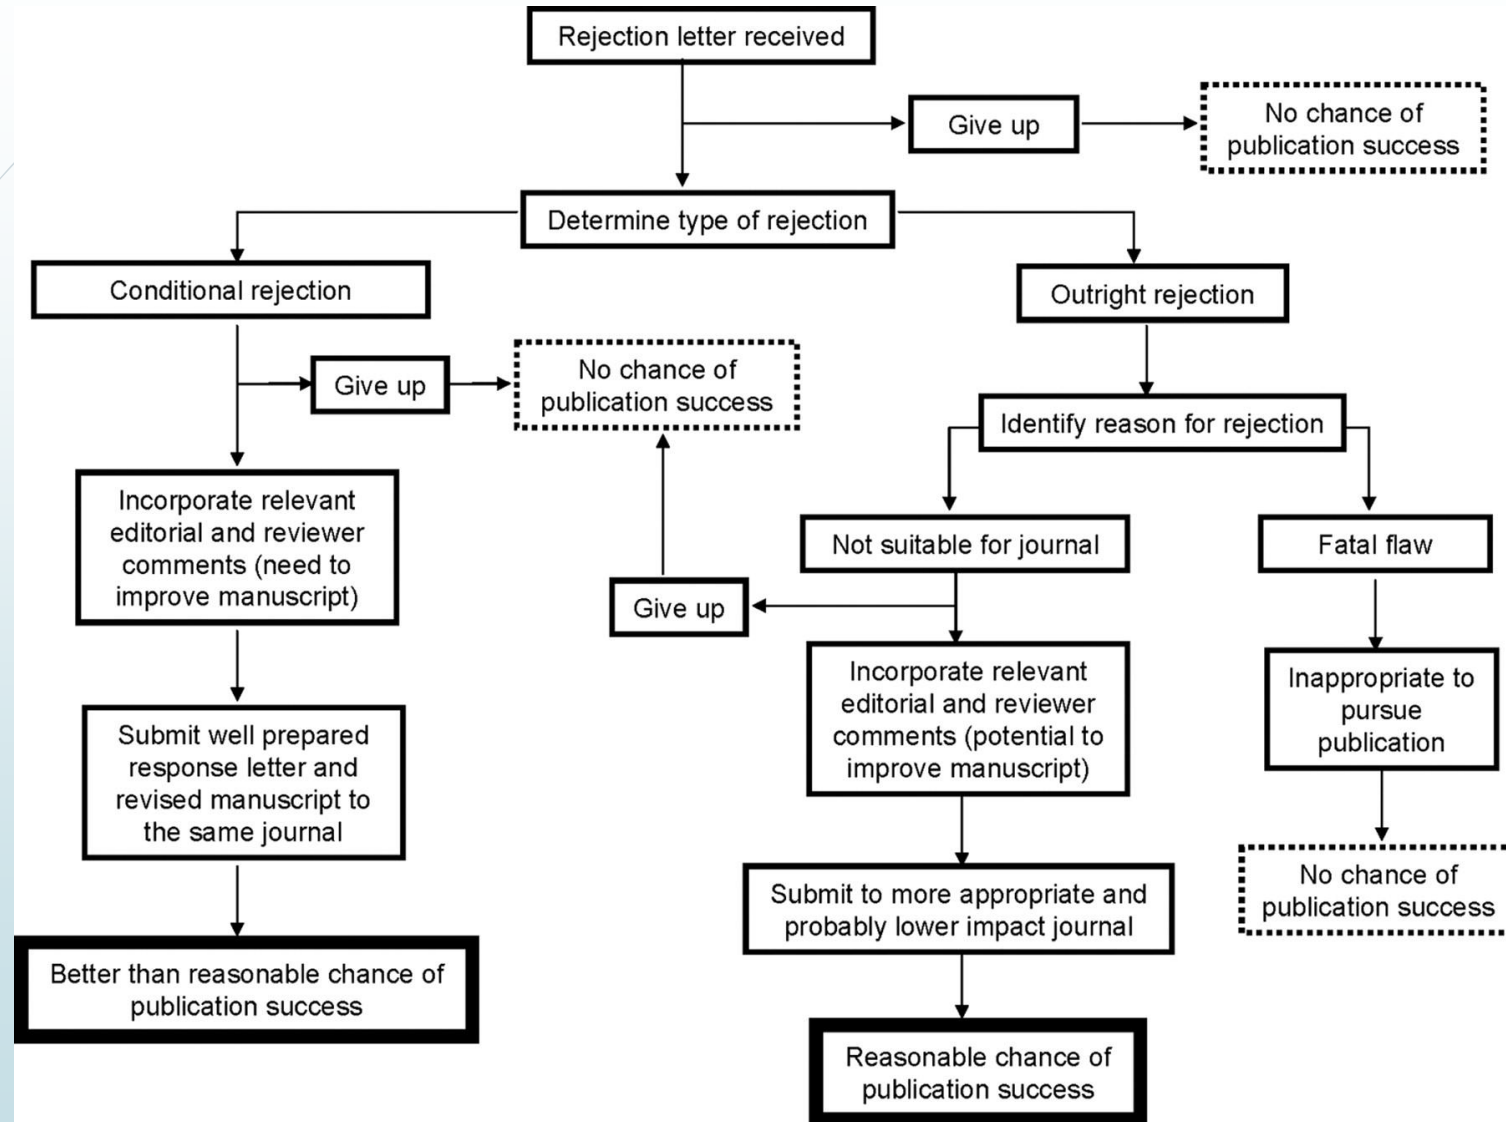 Rejection letter received
Give up
No chance of
publication success
Determine type of rejection
Conditional rejection
Outright rejection
Give up
No chance of
publication success
Identify reason for rejection
Incorporate relevant
editorial and reviewer
comments (need to
improve manuscript)
Not suitable for journal
Fatal flaw
Give up
Incorporate relevant
editorial and reviewer
comments (potential to
improve manuscript)
Inappropriate to
pursue
publication
Submit well prepared
response letter and
revised manuscript to
the same journal
Submit to more appropriate and
probably lower impact journal
No chance of
publication success
Better than reasonable chance of
publication success
Reasonable chance of
publication success